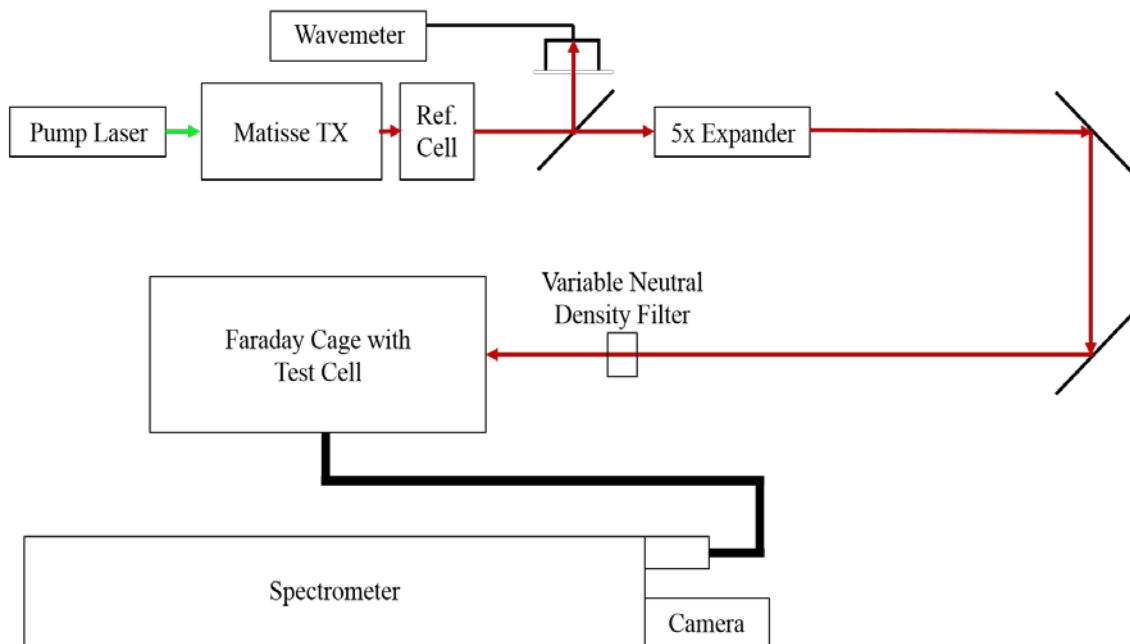 Wavemeter
Pump Laser
Matisse TX
Ref.
Cell
5x Expander
Variable Neutral
Density Filter
Faraday Cage with
Test Cell
Spectrometer
Camera